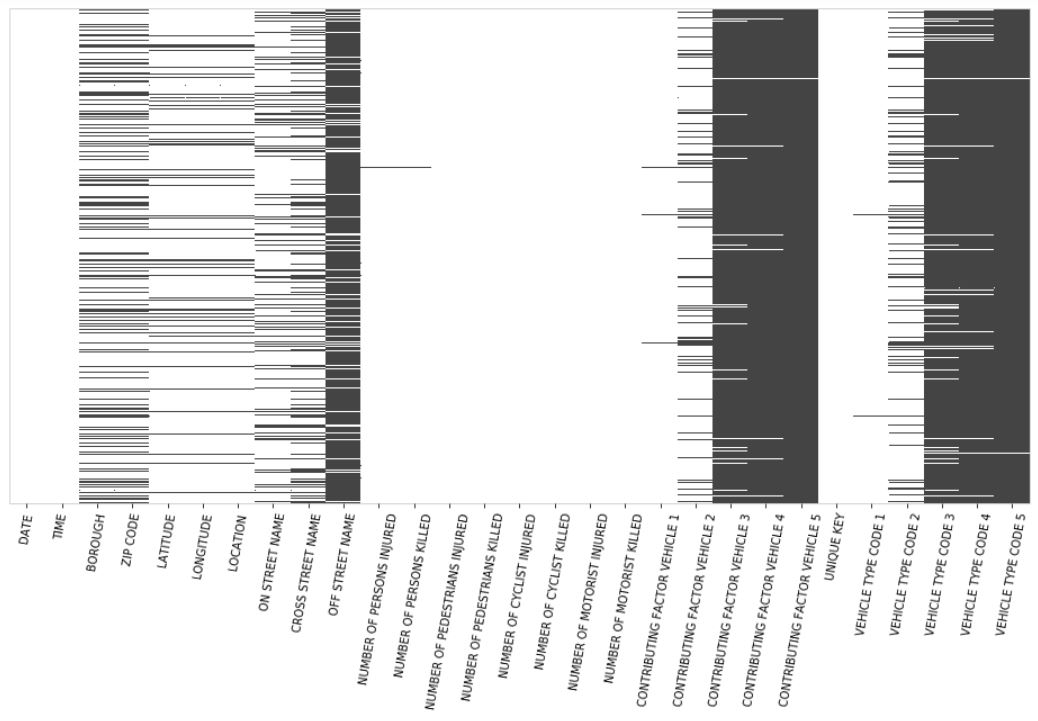 DATE
TIME
BOROUGH
ZIP CODE
LATITUDE
LONGITUDE
LOCATION
ON STREET NAME
CROSS STREET NAME
OFF STREET NAME
NUMBER OF PERSONS INJURED
NUMBER OF PERSONS KILLED
NUMBER OF PEDESTRIANS INJURED
NUMBER OF PEDESTRIANS KILLED
NUMBER OF CYCLIST INJURED
NUMBER OF CYCLIST KILLED
NUMBER OF MOTORIST INJURED
NUMBER OF MOTORIST KILLED
CONTRIBUTING FACTOR VEHICLE 1
CONTRIBUTING FACTOR VEHICLE 2
CONTRIBUTING FACTOR VEHICLE 3
CONTRIBUTING FACTOR VEHICLE 4
CONTRIBUTING FACTOR VEHICLE 5
UNIQUE KEY
VEHICLE TYPE CODE 1
VEHICLE TYPE CODE 2
VEHICLE TYPE CODE 3
VEHICLE TYPE CODE 4
VEHICLE TYPE CODE 5